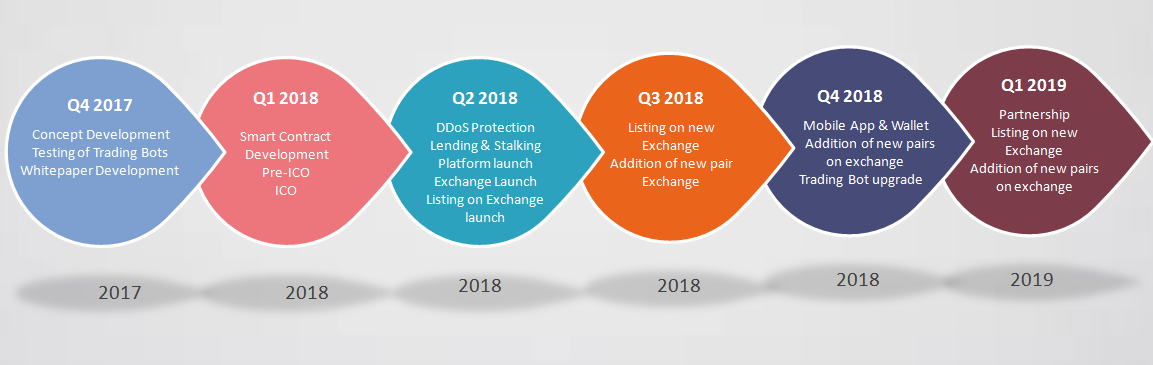 Q4 2017
Concept Development
Testing of Trading Bots
Whitepaper Development
Q1 2018
Smart Contract
Development
Pre-ICO
ICO
Q2 2018
DDoS Protection
Lending & Stalking
Platform launch
Exchange Launch
Listing on Exchange
launch
Q3 2018
Listing on new
Exchange
Addition of new pair
Exchange
Q4 2018
Mobile App & Wallet
Addition of new pairs
on exchange
Trading Bot upgrade
Q1 2019
Partnership
Listing on new
Exchange
Addition of new pairs
on exchange
2017
2018
2018
2018
2018
2019